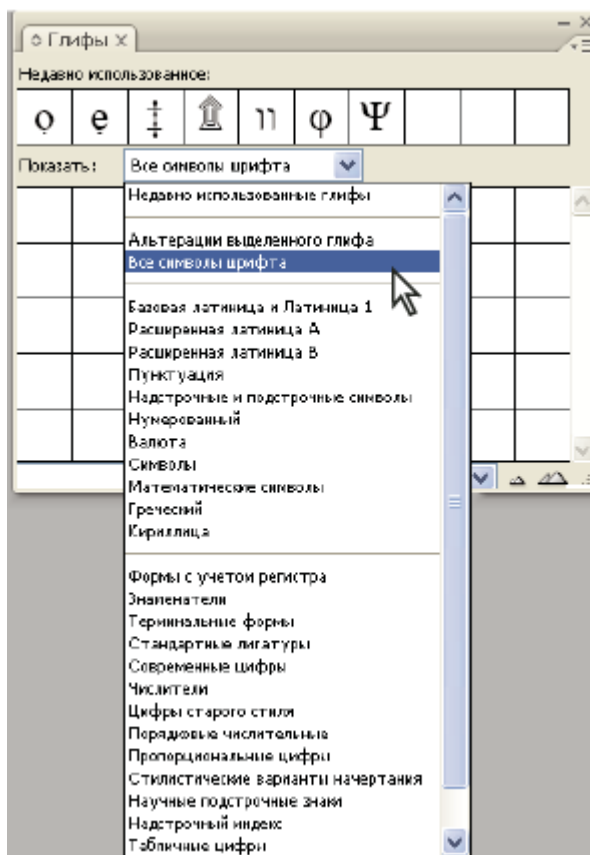 Глифы
Недавно использованное:
ọ ẹ ‡ װ φ Ψ
Показать: Все символы шрифта
Недавно использованные глифы
Альтерации выделенного глифа
Все символы шрифта
Базовая латиница и Латиница 1
Расширенная латиница A
Расширенная латиница B
Пунктуация
Надстрочные и подстрочные символы
Нумерованный
Валюта
Символы
Математические символы
Греческий
Кириллица
Формы с учетом регистра
Знаменатели
Терминальные формы
Стандартные лигатуры
Современные цифры
Числители
Цифры старого стиля
Порядковые числительные
Пропорциональные цифры
Стилистические варианты начертания
Научные подстрочные знаки
Надстрочный индекс
Табличные цифры